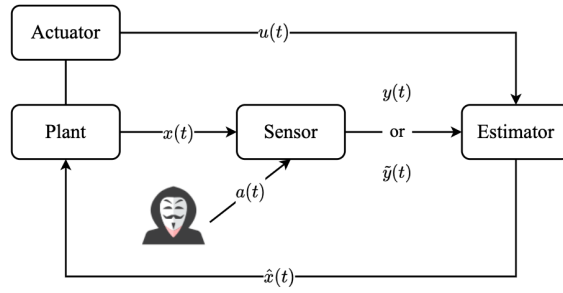 Actuator
u(t)
y(t)
Plant
x(t)
Sensor
or
Estimator
ỹ(t)
a(t)
x̂(t)